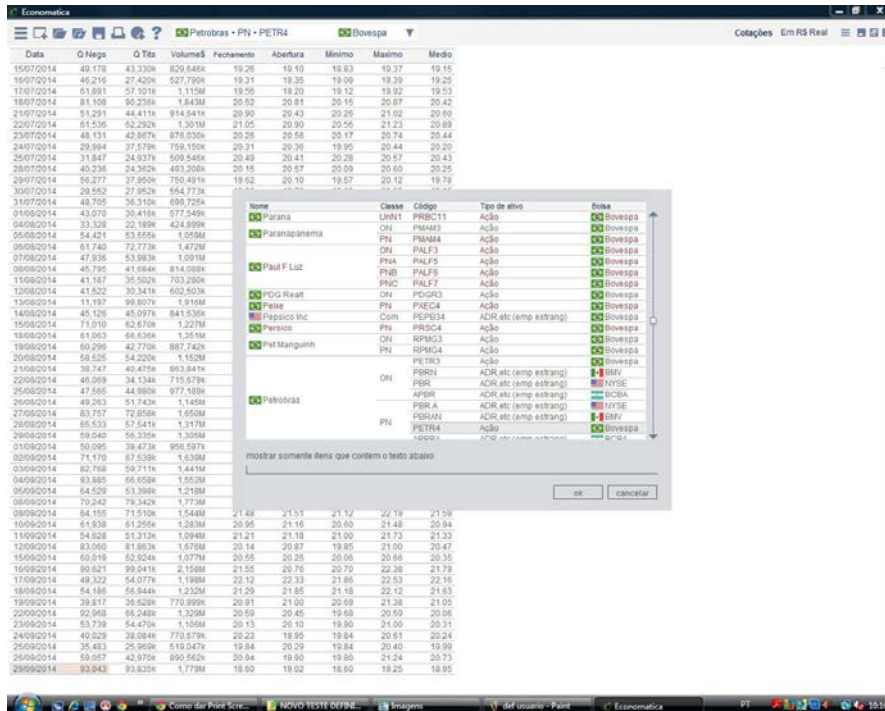 Economatica
Petrobras • PN • PETR4 Bovespa Cotações Em R$ Real
Data Q Negs Q Tits Volume$ Fechamento Abertura Minimo Maximo Medio
15/07/2014 49,178 43,330k 829,646k 19.26 19.10 18.83 19.37 19.15
16/07/2014 46,216 27,420k 527,790k 19.31 19.35 19.09 19.39 19.25
17/07/2014 61,891 57,101k 1,115M 19.56 19.20 19.12 19.92 19.53
18/07/2014 81,108 90,236k 1,843M 20.52 20.81 20.15 20.87 20.42
21/07/2014 51,291 44,411k 914,641k 20.90 20.43 20.26 21.02 20.60
22/07/2014 61,536 62,292k 1,301M 21.05 20.90 20.56 21.23 20.89
23/07/2014 48,131 42,867k 876,030k 20.26 20.56 20.17 20.74 20.44
24/07/2014 29,984 37,579k 759,150k 20.31 20.36 19.95 20.44 20.20
25/07/2014 31,847 24,937k 509,546k 20.49 20.41 20.28 20.57 20.43
28/07/2014 40,236 24,362k 493,208k 20.15 20.57 20.09 20.60 20.25
29/07/2014 56,277 37,950k 750,491k 19.62 20.10 19.57 20.12 19.78
30/07/2014 29,552 27,952k 554,773k
31/07/2014 48,705 36,310k 699,725k
01/08/2014 43,070 30,416k 577,549k
04/08/2014 33,328 22,189k 424,899k
05/08/2014 54,421 53,655k 1,059M
06/08/2014 61,740 72,773k 1,472M
07/08/2014 47,936 53,983k 1,091M
08/08/2014 45,795 41,684k 814,088k
11/08/2014 41,187 35,502k 703,280k
12/08/2014 41,522 30,341k 602,503k
13/08/2014 11,197 99,807k 1,916M
14/08/2014 45,126 45,097k 841,636k
15/08/2014 71,010 62,670k 1,227M
18/08/2014 61,063 66,636k 1,351M
19/08/2014 60,296 42,770k 887,742k
20/08/2014 58,525 54,220k 1,152M
21/08/2014 38,747 40,475k 863,841k
22/08/2014 46,069 34,134k 715,679k
25/08/2014 47,565 44,980k 977,189k
26/08/2014 49,263 51,743k 1,145M
27/08/2014 83,757 72,858k 1,650M
28/08/2014 65,533 57,541k 1,317M
29/08/2014 59,040 56,335k 1,305M
01/09/2014 50,095 39,473k 956,597k
02/09/2014 71,170 67,539k 1,639M
03/09/2014 82,768 59,711k 1,441M
04/09/2014 93,885 66,658k 1,552M
05/09/2014 64,529 53,398k 1,218M
08/09/2014 70,242 79,342k 1,773M
09/09/2014 64,155 71,510k 1,544M 21.48 21.51 21.12 22.19 21.59
10/09/2014 61,938 61,255k 1,283M 20.95 21.16 20.60 21.48 20.94
11/09/2014 54,628 51,313k 1,094M 21.21 21.18 21.00 21.73 21.33
12/09/2014 83,060 81,863k 1,676M 20.14 20.87 19.85 21.00 20.47
15/09/2014 60,019 52,924k 1,077M 20.55 20.25 20.06 20.66 20.35
16/09/2014 90,621 99,041k 2,158M 21.55 20.76 20.70 22.38 21.79
17/09/2014 49,322 54,077k 1,198M 22.12 22.33 21.86 22.53 22.16
18/09/2014 54,186 56,944k 1,232M 21.29 21.85 21.18 22.12 21.63
19/09/2014 39,817 36,628k 770,999k 20.91 21.00 20.69 21.38 21.05
22/09/2014 92,968 66,248k 1,329M 20.59 20.45 19.68 20.59 20.06
23/09/2014 53,739 54,470k 1,106M 20.13 20.10 19.90 21.00 20.31
24/09/2014 40,029 38,084k 770,679k 20.23 19.95 19.84 20.61 20.24
25/09/2014 35,483 25,969k 519,047k 19.84 20.29 19.84 20.40 19.99
26/09/2014 59,057 42,970k 890,562k 20.94 19.90 19.80 21.24 20.73
29/09/2014 93,043 93,835k 1,779M 18.60 19.02 18.60 19.25 18.95
Nome Classe Código Tipo de ativo Bolsa
Parana UnN1 PRBC11 Ação Bovespa
Paranapanema ON PMAM3 Ação Bovespa
PN PMAM4 Ação Bovespa
Paul F Luz ON PALF3 Ação Bovespa
PNA PALF5 Ação Bovespa
PNB PALF6 Ação Bovespa
PNC PALF7 Ação Bovespa
PDG Realt ON PDGR3 Ação Bovespa
Peixe PN PXEC4 Ação Bovespa
Pepsico Inc Com PEPB34 ADR,etc (emp estrang) Bovespa
Persico PN PRSC4 Ação Bovespa
Pet Manguinh ON RPMG3 Ação Bovespa
PN RPMG4 Ação Bovespa
Petrobras ON PETR3 Ação Bovespa
PBRN ADR,etc (emp estrang) BMV
PBR ADR,etc (emp estrang) NYSE
APBR ADR,etc (emp estrang) BCBA
PN PBR.A ADR,etc (emp estrang) NYSE
PBRAN ADR,etc (emp estrang) BMV
PETR4 Ação Bovespa
mostrar somente itens que contem o texto abaixo
ok cancelar
Como dar Print Scre... NOVO TESTE DEFINI... Imagens def usuario - Paint Economatica PT